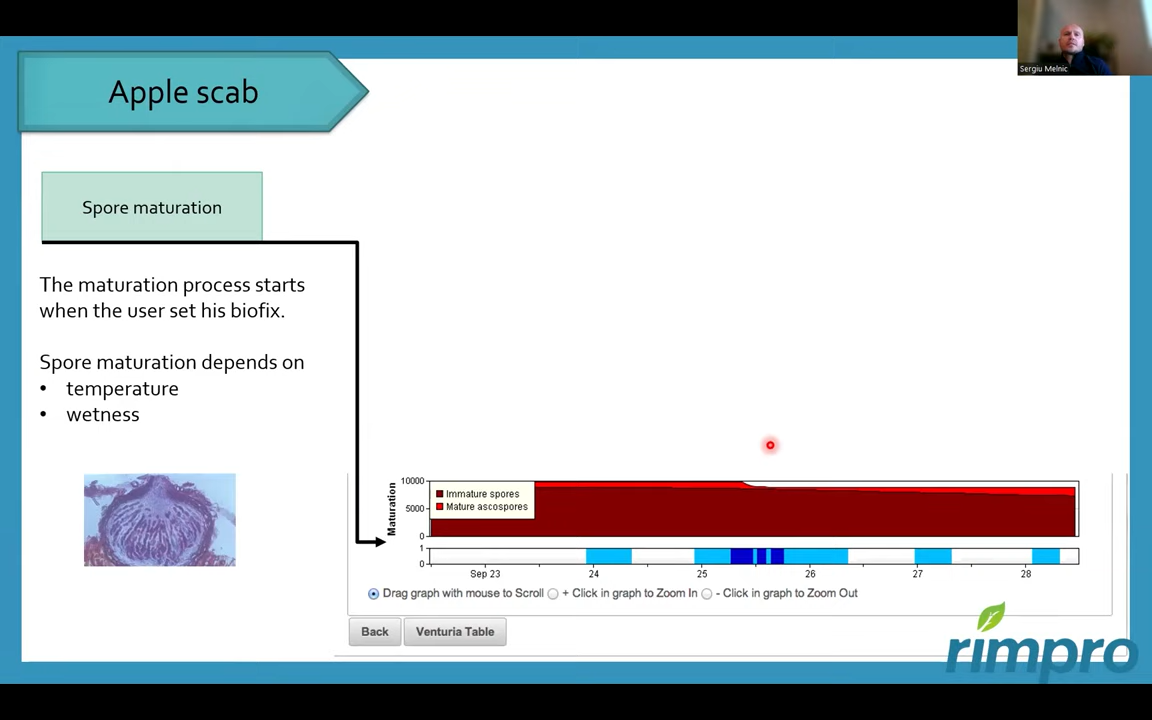 Sergiu Melnic
Apple scab
Spore maturation
The maturation process starts
when the user set his biofix.
Spore maturation depends on
• temperature
• wetness
Maturation
10000
5000
0
Immature spores
Mature ascospores
1
0
Sep 23 24 25 26 27 28
Drag graph with mouse to Scroll + Click in graph to Zoom In - Click in graph to Zoom Out
Back Venturia Table
rimpro